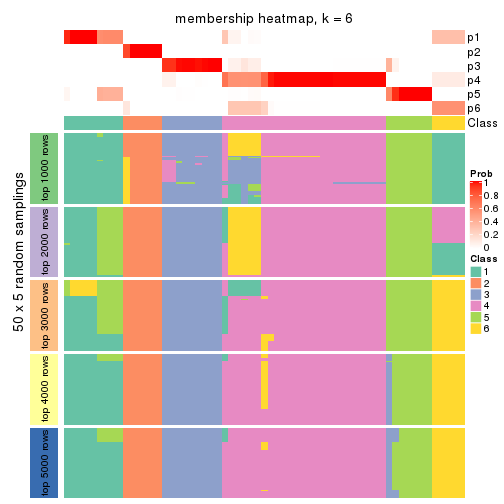 membership heatmap, k = 6
p1
p2
p3
p4
p5
p6
Class
50 x 5 random samplings
top 1000 rows
top 2000 rows
top 3000 rows
top 4000 rows
top 5000 rows
Prob
1
0.8
0.6
0.4
0.2
0
Class
1
2
3
4
5
6